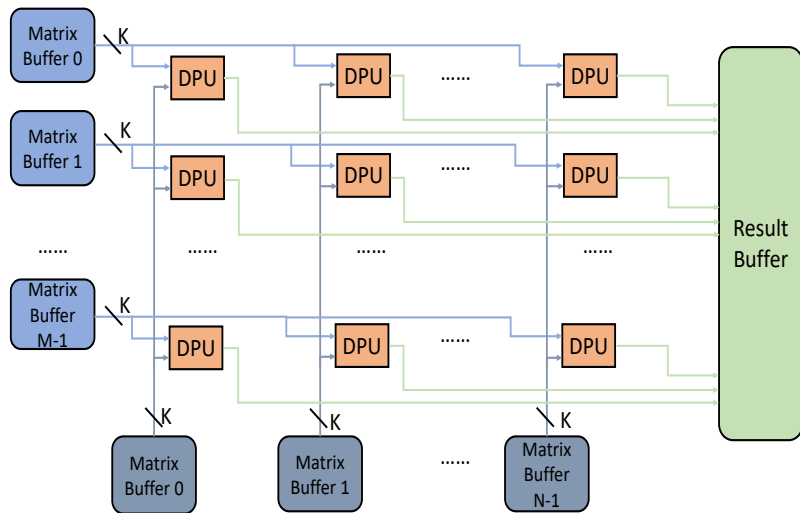 Matrix
Buffer 0
K
DPU
DPU
......
DPU
Matrix
Buffer 1
K
DPU
DPU
......
DPU
Result
Buffer
......
......
......
......
Matrix
Buffer
M-1
K
DPU
DPU
......
DPU
K
K
K
Matrix
Buffer 0
Matrix
Buffer 1
......
Matrix
Buffer
N-1